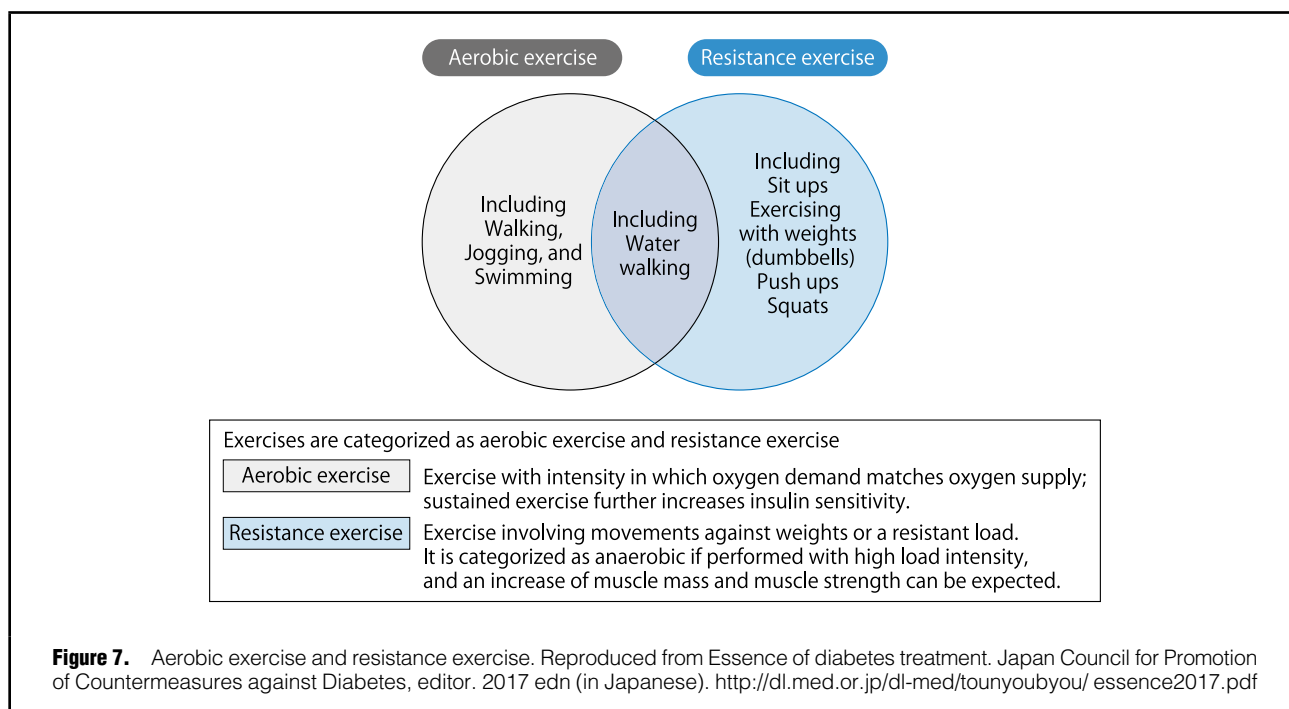 Aerobic exercise
Resistance exercise
Including
Walking,
Jogging, and
Swimming
Including
Water
walking
Including
Sit ups
Exercising
with weights
(dumbbells)
Push ups
Squats
Exercises are categorized as aerobic exercise and resistance exercise
Aerobic exercise
Exercise with intensity in which oxygen demand matches oxygen supply;
sustained exercise further increases insulin sensitivity.
Resistance exercise
Exercise involving movements against weights or a resistant load.
It is categorized as anaerobic if performed with high load intensity,
and an increase of muscle mass and muscle strength can be expected.
Figure 7. Aerobic exercise and resistance exercise. Reproduced from Essence of diabetes treatment. Japan Council for Promotion
of Countermeasures against Diabetes, editor. 2017 edn (in Japanese). http://dl.med.or.jp/dl-med/tounyoubyou/ essence2017.pdf